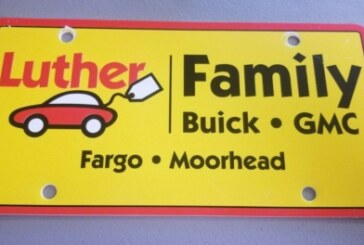 Luther Family
Buick • GMC
Fargo • Moorhead